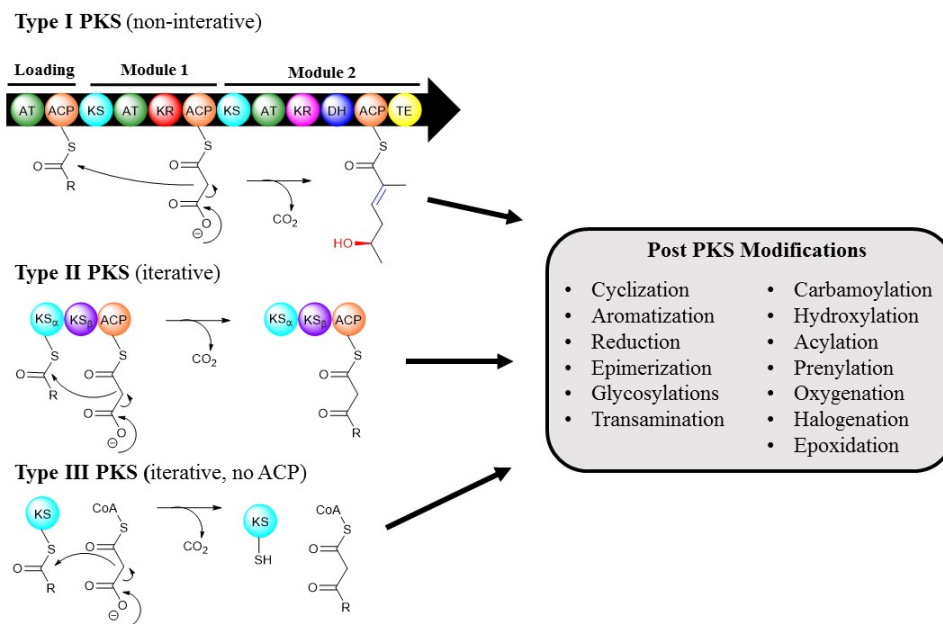 Type I PKS (non-interative)
Loading Module 1 Module 2
AT ACP KS AT KR ACP KS AT KR DH ACP TE
S S S
O O O
R
O O
⊖
CO2
HO
Type II PKS (iterative)
KSα KSβ ACP KSα KSβ ACP
CO2
S S S
O O O
R
O O O
⊖ R
Type III PKS (iterative, no ACP)
KS CoA KS CoA
CO2
S S SH S
O O O
R
O O O
⊖ R
Post PKS Modifications
• Cyclization
• Aromatization
• Reduction
• Epimerization
• Glycosylations
• Transamination
• Carbamoylation
• Hydroxylation
• Acylation
• Prenylation
• Oxygenation
• Halogenation
• Epoxidation